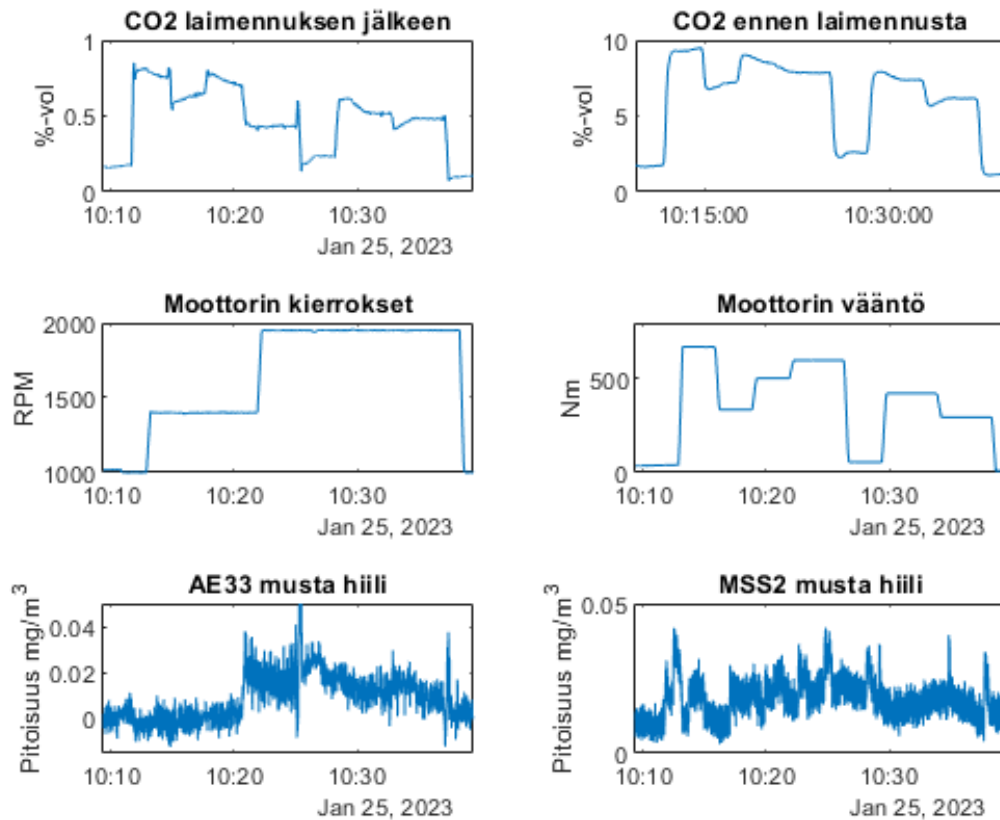 CO2 laimennuksen jälkeen
CO2 ennen laimennusta
1
0.5
0
%-vol
10:10
10:20
10:30
Jan 25, 2023
10
5
0
%-vol
10:15:00
10:30:00
Jan 25, 2023
Moottorin kierrokset
Moottorin vääntö
2000
1500
1000
RPM
10:10
10:20
10:30
Jan 25, 2023
500
0
Nm
10:10
10:20
10:30
Jan 25, 2023
AE33 musta hiili
MSS2 musta hiili
0.04
0.02
0
Pitoisuus mg/m³
10:10
10:20
10:30
Jan 25, 2023
0.05
0
Pitoisuus mg/m³
10:10
10:20
10:30
Jan 25, 2023